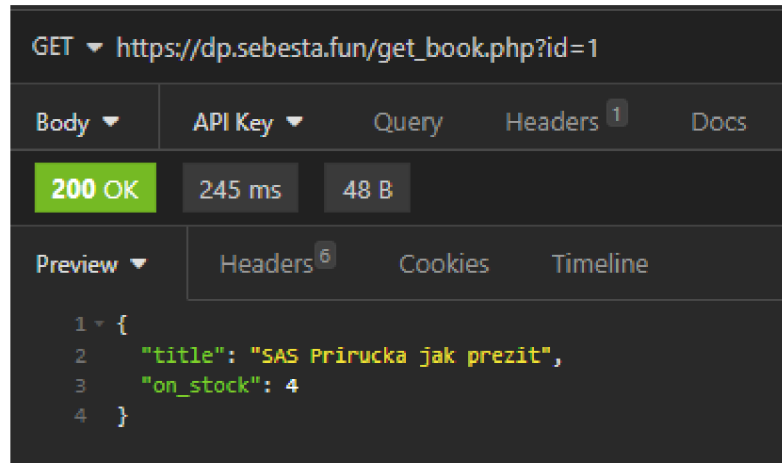 GET https://dp.sebesta.fun/get_book.php?id=1
Body API Key Query Headers 1 Docs
200 OK 245 ms 48 B
Preview Headers 6 Cookies Timeline
1 {
2 "title": "SAS Prirucka jak prezit",
3 "on_stock": 4
4 }